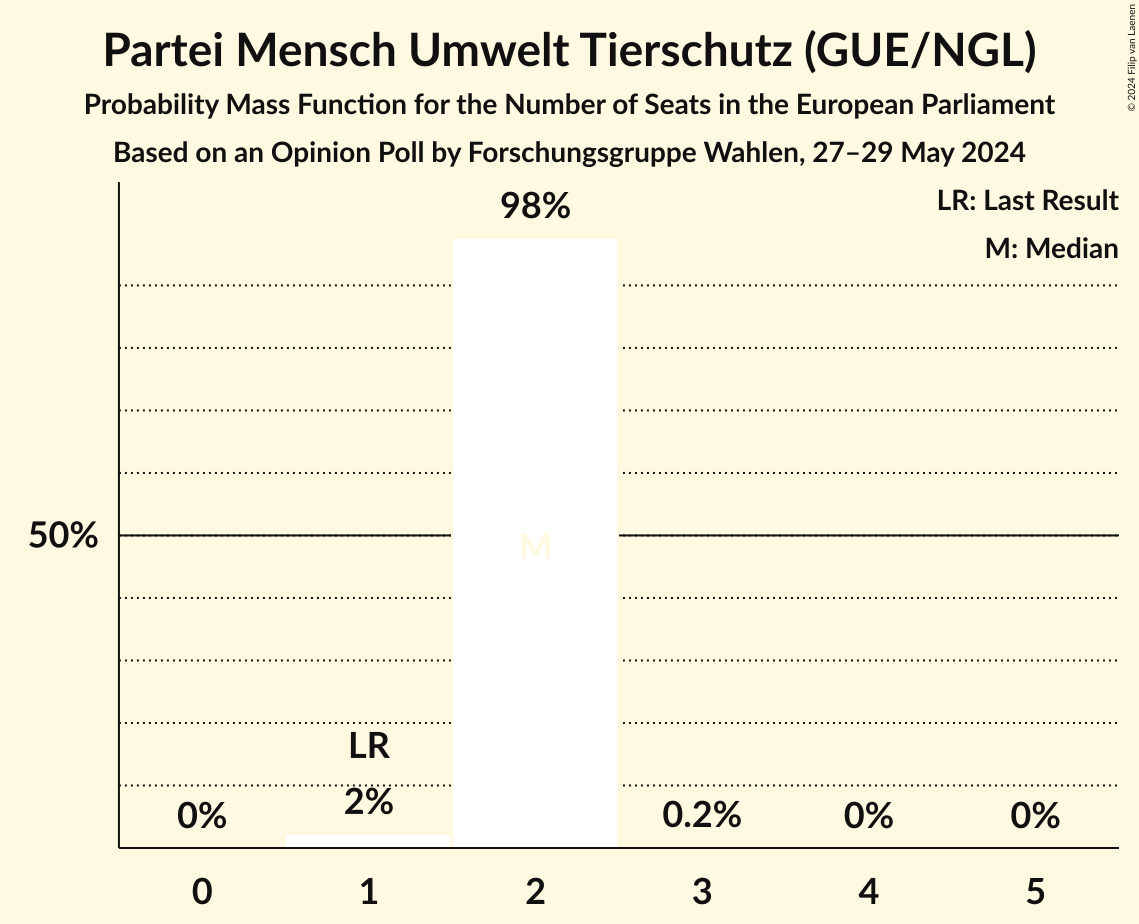 Partei Mensch Umwelt Tierschutz (GUE/NGL)
Probability Mass Function for the Number of Seats in the European Parliament
Based on an Opinion Poll by Forschungsgruppe Wahlen, 27–29 May 2024
© 2024 Filip van Laenen
LR: Last Result
M: Median
98%
50%
M
LR
0%
2%
0.2%
0%
0%
0
1
2
3
4
5